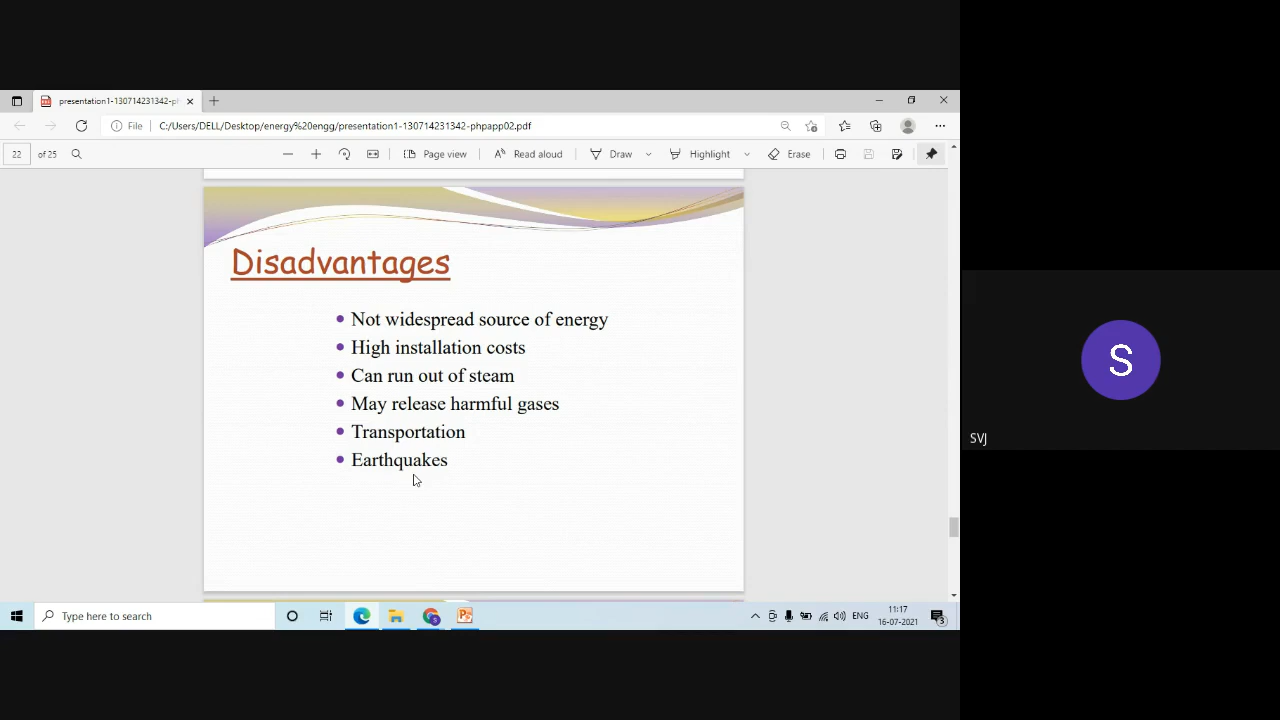 presentation1-130714231342-ph
File
C:/Users/DELL/Desktop/energy%20engg/presentation1-130714231342-phpapp02.pdf
22 of 25
Page view
Read aloud
Draw
Highlight
Erase
Disadvantages
• Not widespread source of energy
• High installation costs
• Can run out of steam
• May release harmful gases
• Transportation
• Earthquakes
S
SVJ
Type here to search
ENG
11:17
16-07-2021
3